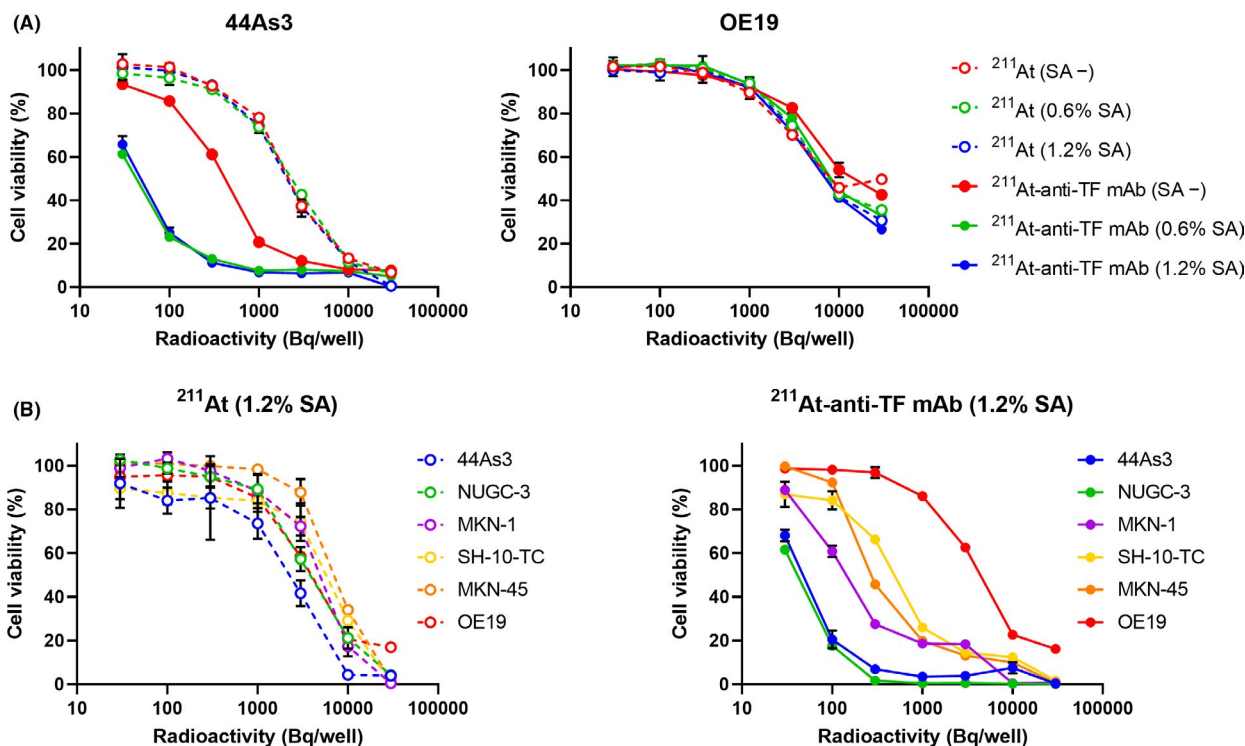 (A)
44As3
OE19
Cell viability (%)
100
80
60
40
20
0
10
100
1000
10000
100000
Radioactivity (Bq/well)
Cell viability (%)
100
80
60
40
20
0
10
100
1000
10000
100000
Radioactivity (Bq/well)
²¹¹At (SA −)
²¹¹At (0.6% SA)
²¹¹At (1.2% SA)
²¹¹At-anti-TF mAb (SA −)
²¹¹At-anti-TF mAb (0.6% SA)
²¹¹At-anti-TF mAb (1.2% SA)
(B)
²¹¹At (1.2% SA)
Cell viability (%)
100
80
60
40
20
0
10
100
1000
10000
100000
Radioactivity (Bq/well)
44As3
NUGC-3
MKN-1
SH-10-TC
MKN-45
OE19
²¹¹At-anti-TF mAb (1.2% SA)
Cell viability (%)
100
80
60
40
20
0
10
100
1000
10000
100000
Radioactivity (Bq/well)
44As3
NUGC-3
MKN-1
SH-10-TC
MKN-45
OE19